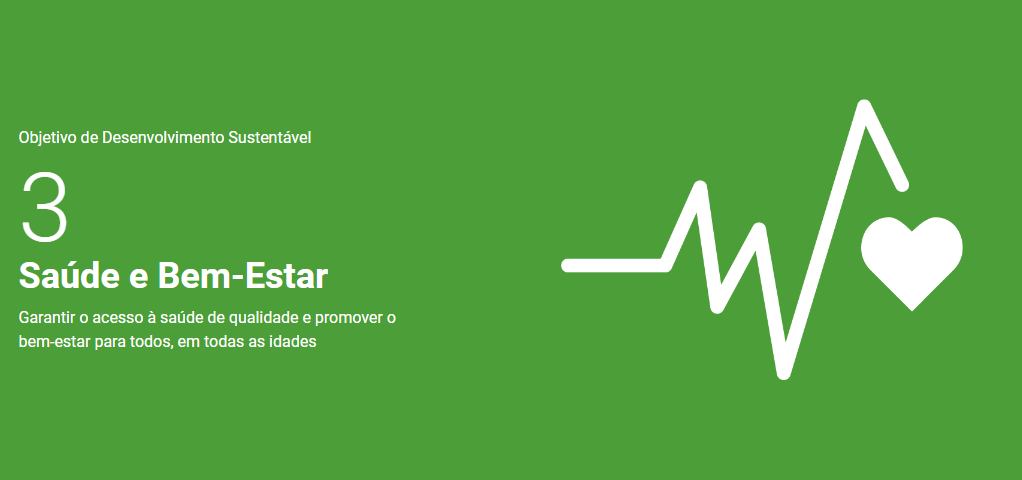 Objetivo de Desenvolvimento Sustentável
3
Saúde e Bem-Estar
Garantir o acesso à saúde de qualidade e promover o
bem-estar para todos, em todas as idades